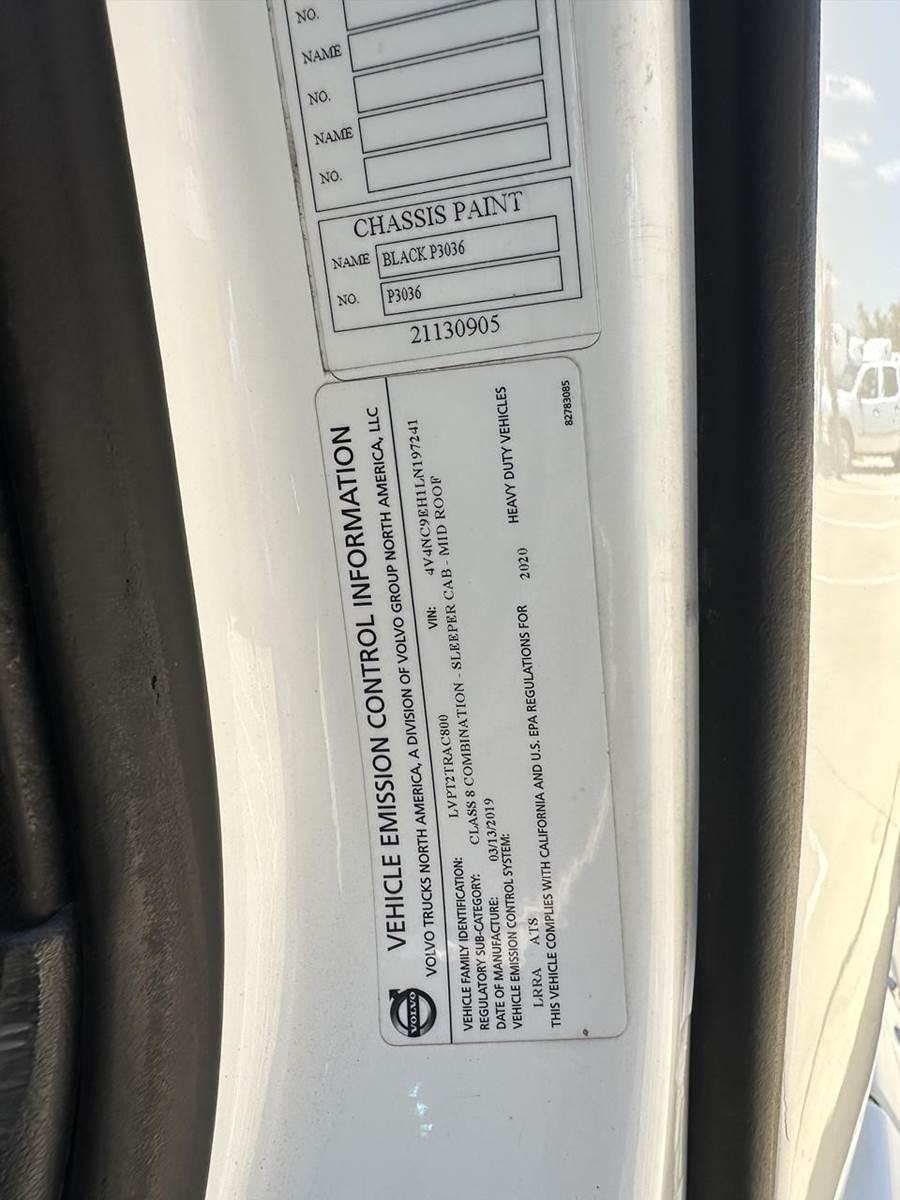 NO.
NAME
NO.
NAME
NO.
CHASSIS PAINT
NAME BLACK P3036
NO. P3036
21130905
VEHICLE EMISSION CONTROL INFORMATION
VOLVO TRUCKS NORTH AMERICA, A DIVISION OF VOLVO GROUP NORTH AMERICA, LLC
VOLVO
VIN: 4V4NC9EH1LN197241
VEHICLE FAMILY IDENTIFICATION: LVPT2TRAC800
REGULATORY SUB-CATEGORY: CLASS 8 COMBINATION - SLEEPER CAB - MID ROOF
DATE OF MANUFACTURE: 03/13/2019
VEHICLE EMISSION CONTROL SYSTEM:
LRRA ATS
THIS VEHICLE COMPLIES WITH CALIFORNIA AND U.S. EPA REGULATIONS FOR 2020 HEAVY DUTY VEHICLES
82783085